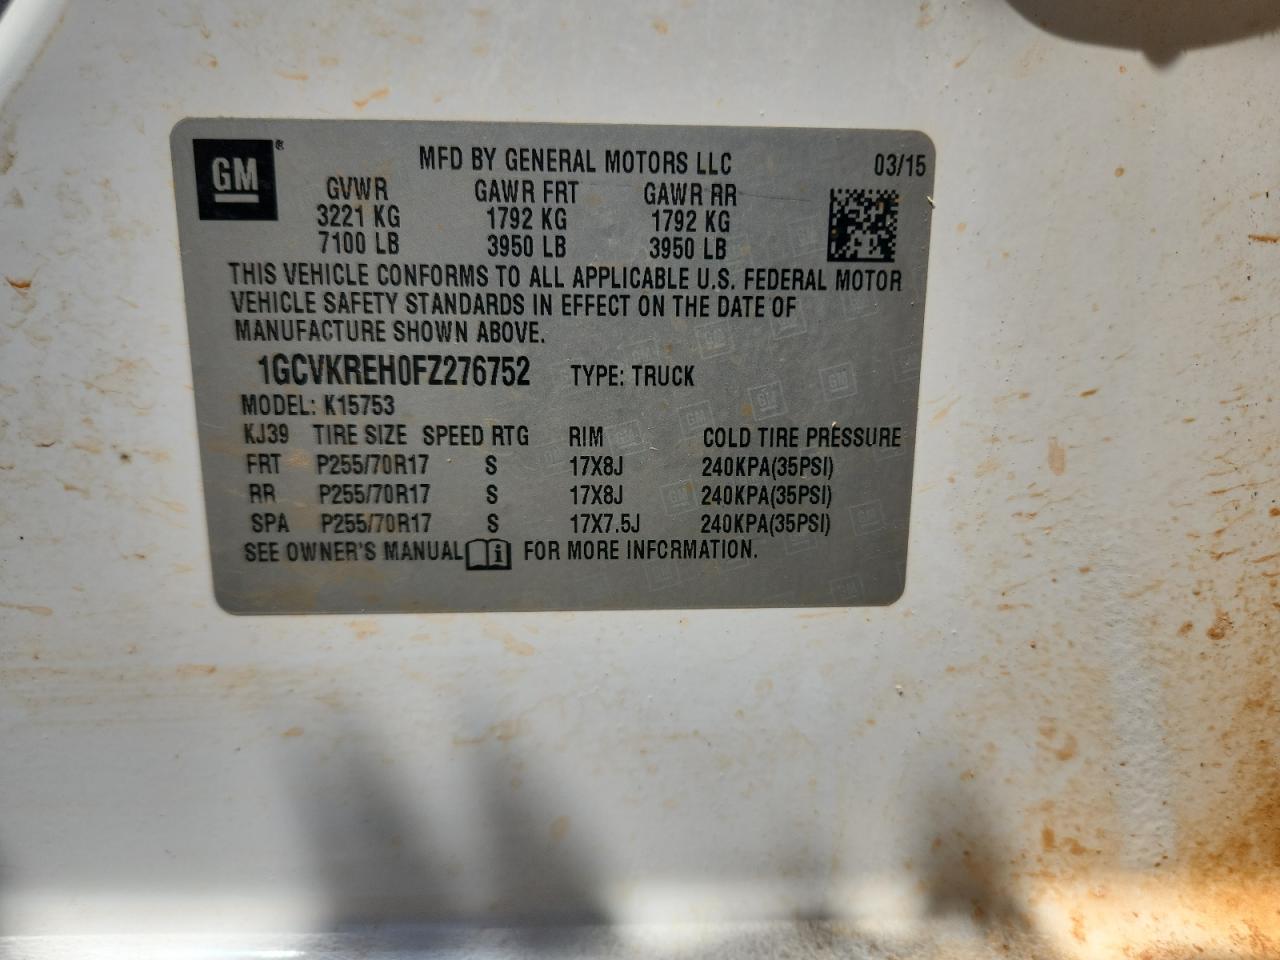 GM®
MFD BY GENERAL MOTORS LLC 03/15
GVWR GAWR FRT GAWR RR
3221 KG 1792 KG 1792 KG
7100 LB 3950 LB 3950 LB
THIS VEHICLE CONFORMS TO ALL APPLICABLE U.S. FEDERAL MOTOR
VEHICLE SAFETY STANDARDS IN EFFECT ON THE DATE OF
MANUFACTURE SHOWN ABOVE.
1GCVKREH0FZ276752 TYPE: TRUCK
MODEL: K15753
KJ39 TIRE SIZE SPEED RTG RIM COLD TIRE PRESSURE
FRT P255/70R17 S 17X8J 240KPA(35PSI)
RR P255/70R17 S 17X8J 240KPA(35PSI)
SPA P255/70R17 S 17X7.5J 240KPA(35PSI)
SEE OWNER'S MANUAL i FOR MORE INFORMATION.